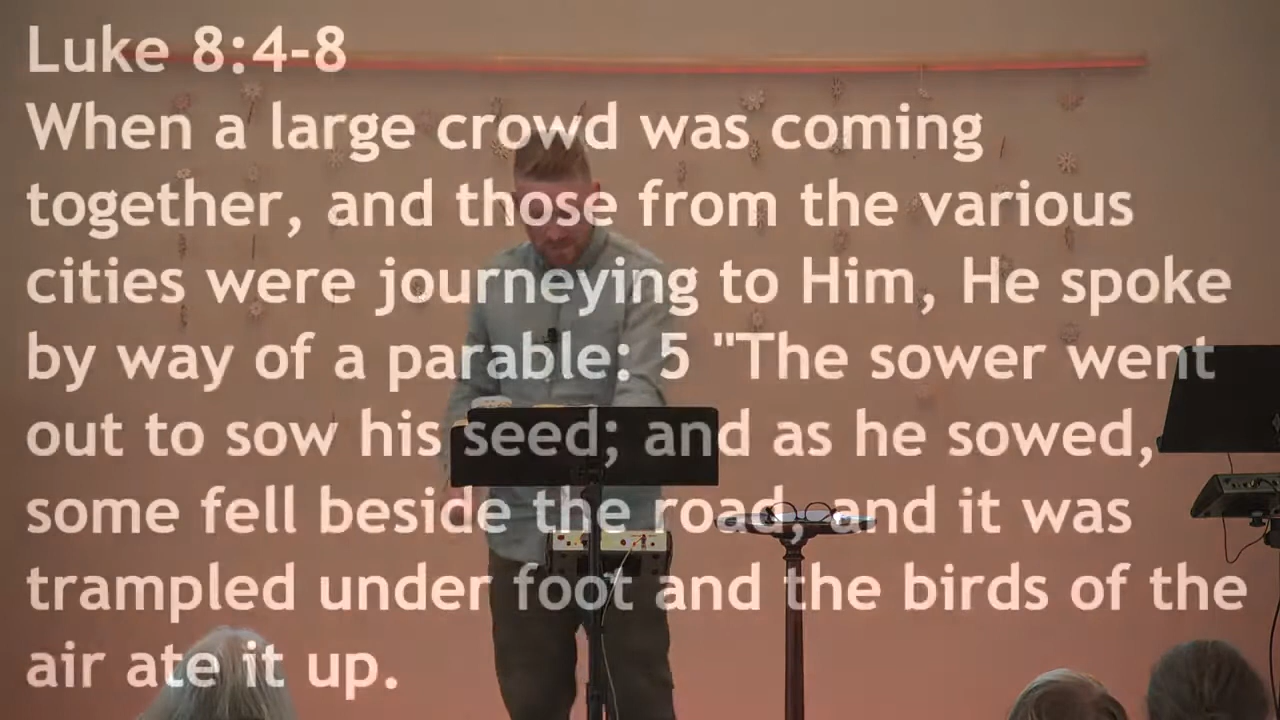 Luke 8:4-8
When a large crowd was coming
together, and those from the various
cities were journeying to Him, He spoke
by way of a parable: 5 "The sower went
out to sow his seed; and as he sowed,
some fell beside the road, and it was
trampled under foot and the birds of the
air ate it up.